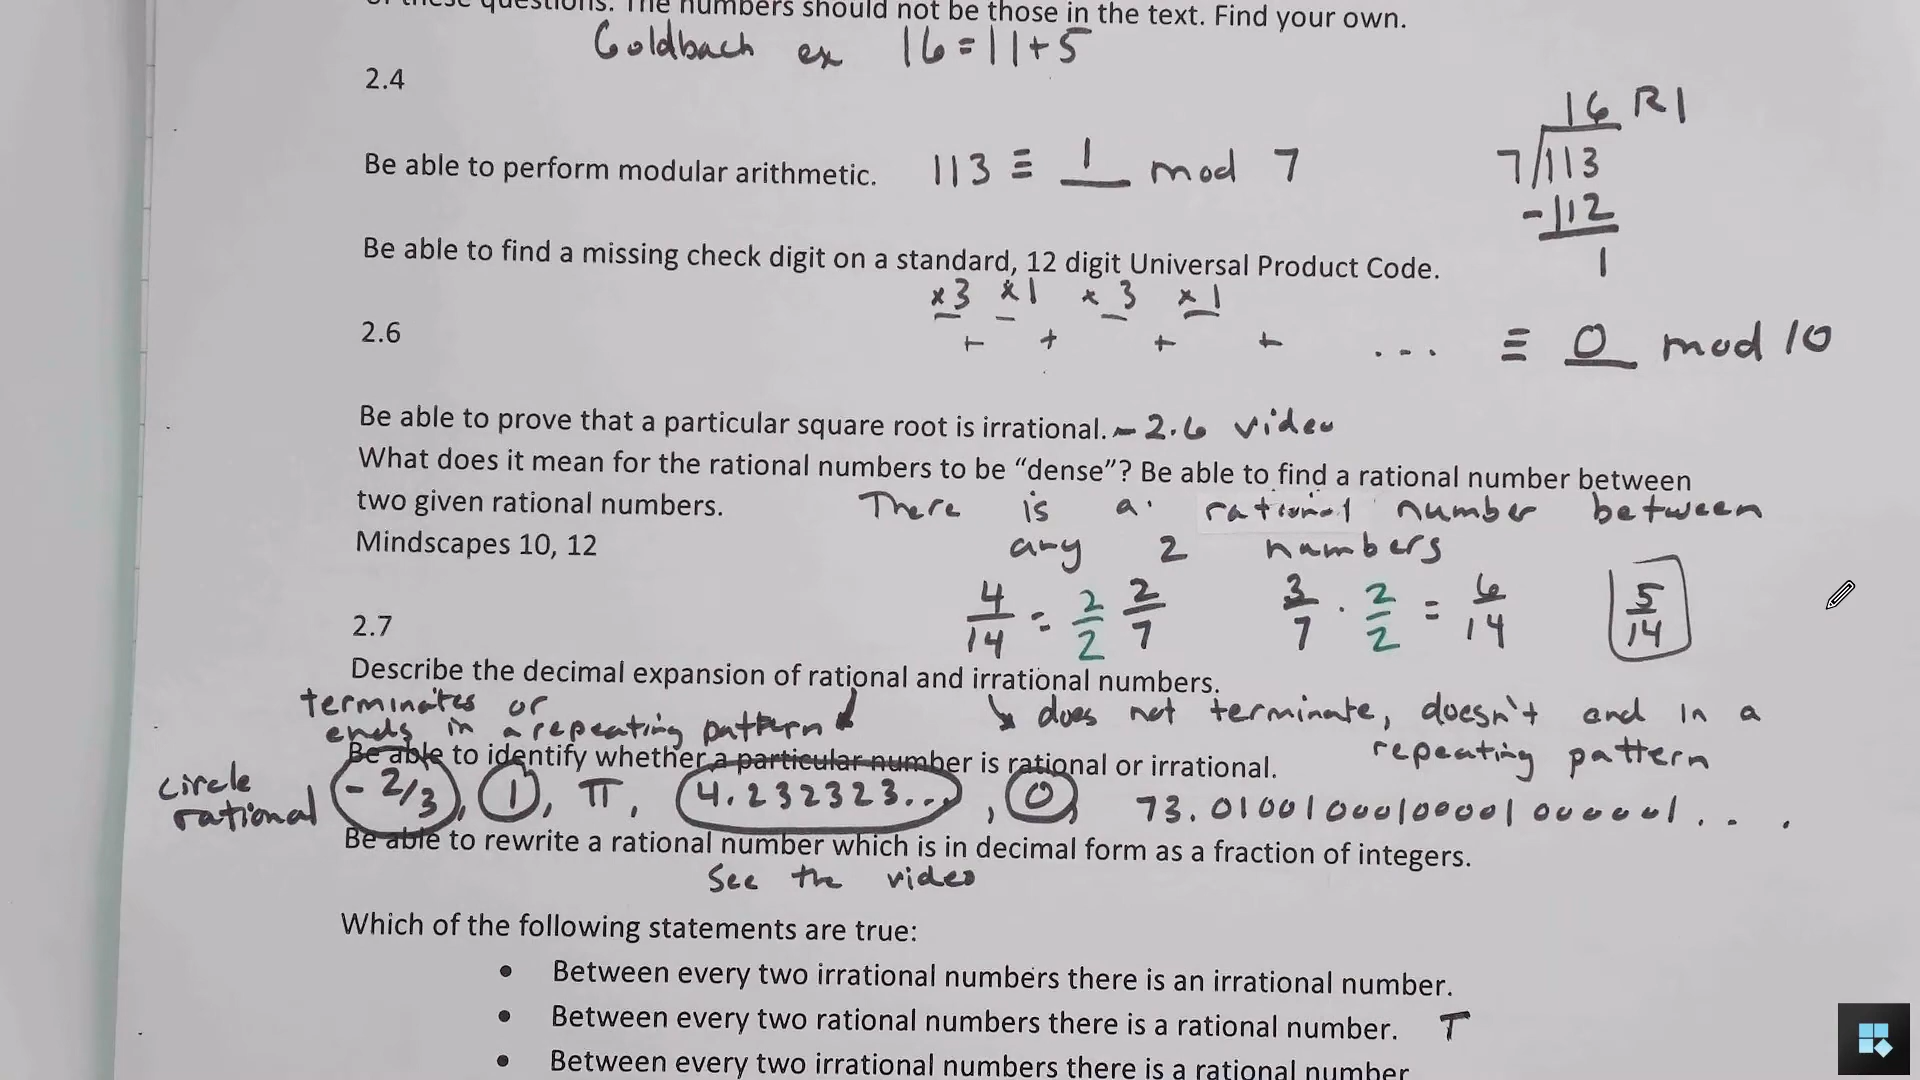 of these questions. The numbers should not be those in the text. Find your own.
Goldbach ex 16=11+5
2.4
Be able to perform modular arithmetic. 113 ≡ 1 mod 7
16 R1
7)113
-112
1
Be able to find a missing check digit on a standard, 12 digit Universal Product Code.
×3 ×1 × 3 × 1
+ + + + ... ≡ 0 mod 10
2.6
Be able to prove that a particular square root is irrational. - 2.6 video
What does it mean for the rational numbers to be “dense”? Be able to find a rational number between
two given rational numbers. There is a rational number between
Mindscapes 10, 12 any 2 numbers
4/14 = 2/2 2/7 3/7 · 2/2 = 6/14 5/14
2.7
Describe the decimal expansion of rational and irrational numbers.
terminates or
ends in a repeating pattern
does not terminate, doesn't end in a
repeating pattern
Be able to identify whether a particular number is rational or irrational.
circle
rational
- 2/3, 1, π, 4.232323..., 0, 73.01001000100001000001...
Be able to rewrite a rational number which is in decimal form as a fraction of integers.
See the video
Which of the following statements are true:
• Between every two irrational numbers there is an irrational number.
• Between every two rational numbers there is a rational number. T
• Between every two irrational numbers there is a rational number